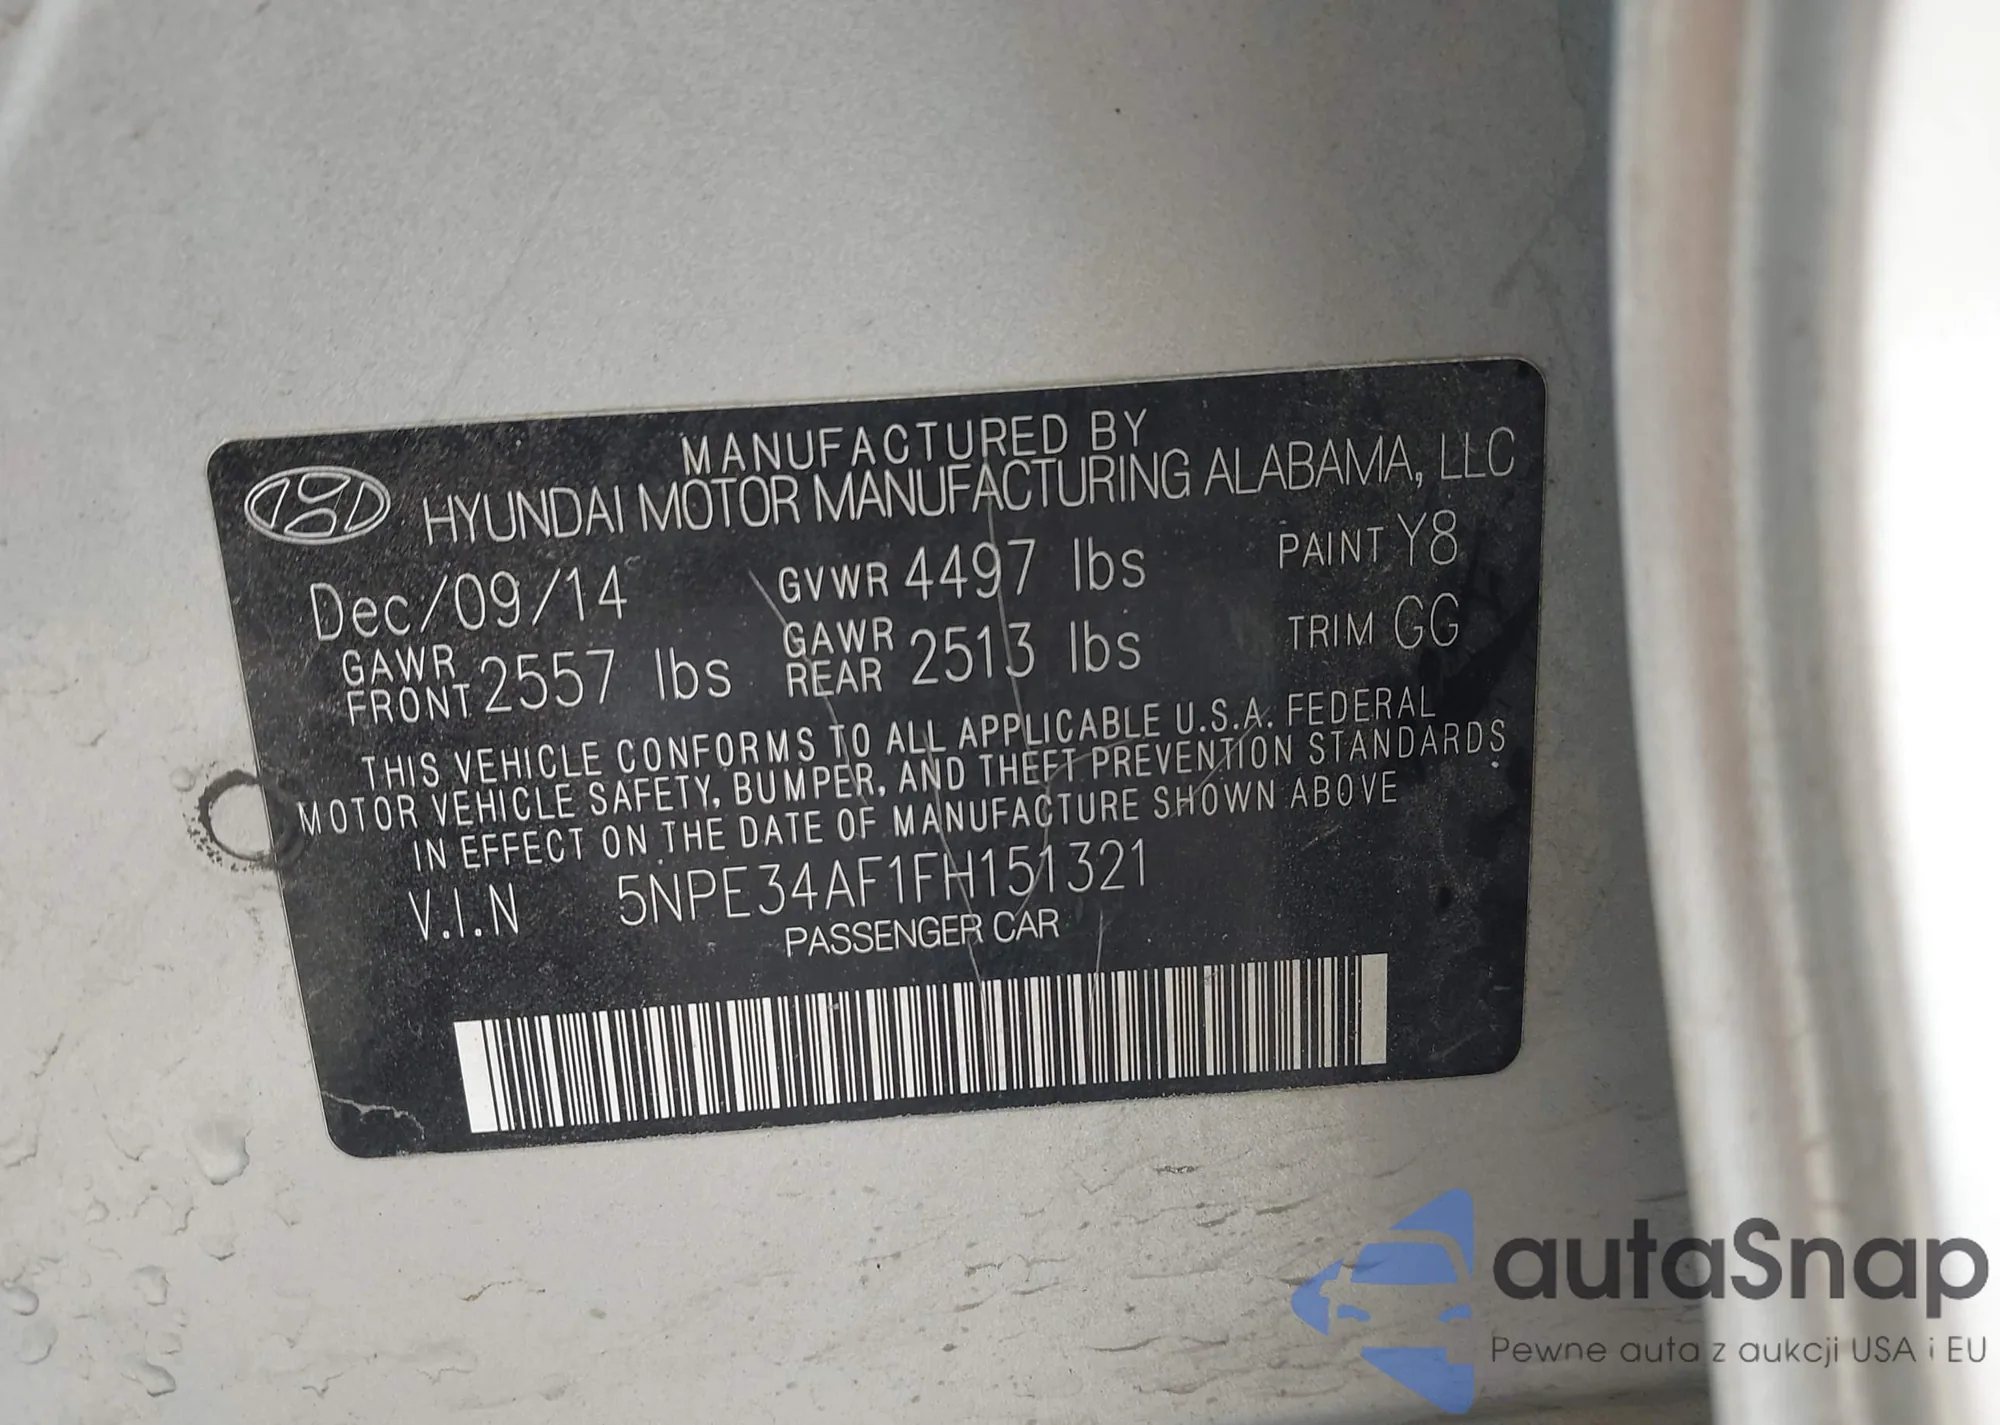 MANUFACTURED BY
HYUNDAI MOTOR MANUFACTURING ALABAMA, LLC
Dec/09/14 GVWR 4497 lbs PAINT Y8
GAWR FRONT 2557 lbs GAWR REAR 2513 lbs TRIM GG
THIS VEHICLE CONFORMS TO ALL APPLICABLE U.S.A. FEDERAL
MOTOR VEHICLE SAFETY, BUMPER, AND THEFT PREVENTION STANDARDS
IN EFFECT ON THE DATE OF MANUFACTURE SHOWN ABOVE.
V.I.N 5NPE34AF1FH151321
PASSENGER CAR
autaSnap
Pewne auta z aukcji USA i EU